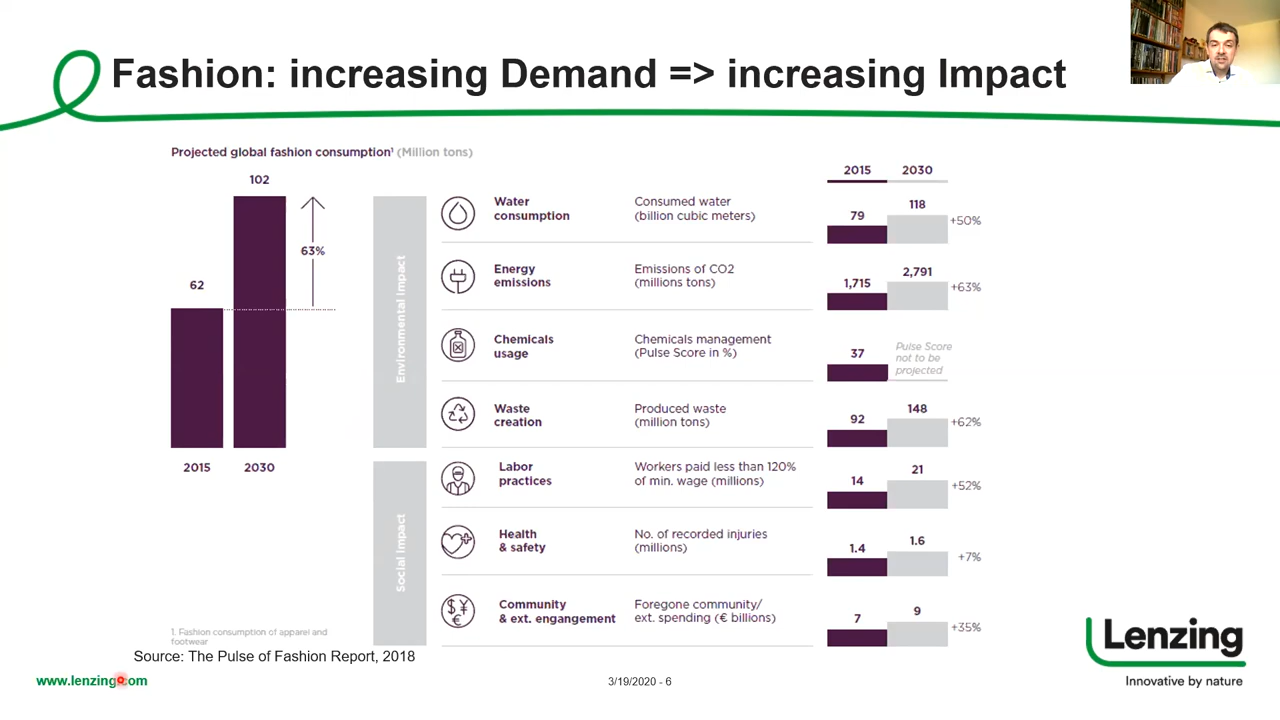 Fashion: increasing Demand => increasing Impact
Projected global fashion consumption¹ (Million tons)
102
62
63%
2015
2030
Environmental Impact
2015
2030
Water
consumption
Consumed water
(billion cubic meters)
79
118
+50%
Energy
emissions
Emissions of CO2
(millions tons)
1,715
2,791
+63%
Chemicals
usage
Chemicals management
(Pulse Score in %)
37
Pulse Score
not to be
projected
Waste
creation
Produced waste
(million tons)
92
148
+62%
Social Impact
Labor
practices
Workers paid less than 120%
of min. wage (millions)
14
21
+52%
Health
& safety
No. of recorded injuries
(millions)
1.4
1.6
+7%
Community
& ext. engangement
Foregone community/
ext. spending (€ billions)
7
9
+35%
1. Fashion consumption of apparel and
footwear
Source: The Pulse of Fashion Report, 2018
www.lenzing.com
3/19/2020 - 6
Lenzing
Innovative by nature